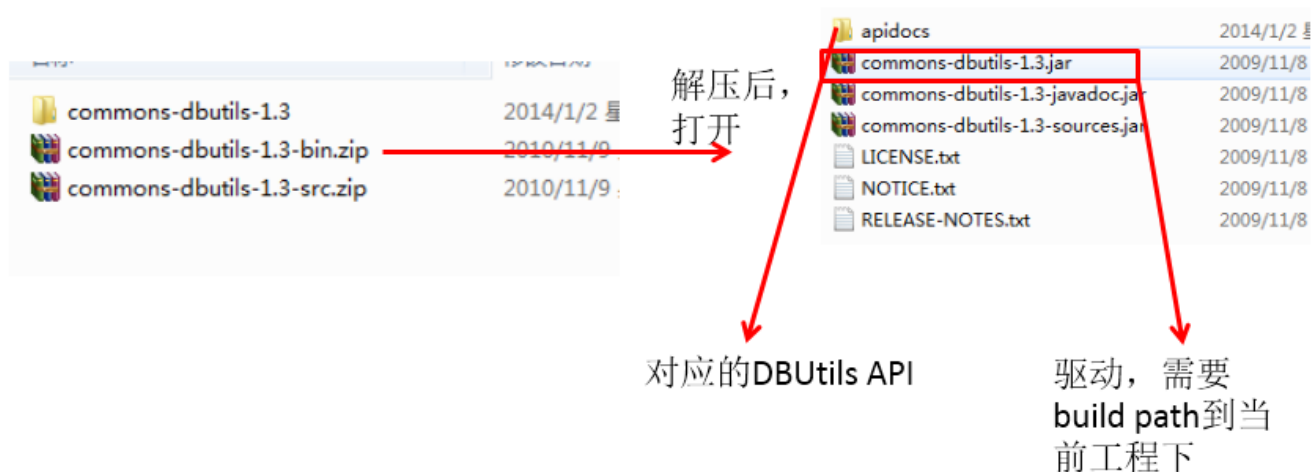 commons-dbutils-1.3 2014/1/2 星
commons-dbutils-1.3-bin.zip 2010/11/9
commons-dbutils-1.3-src.zip 2010/11/9
解压后，
打开
apidocs 2014/1/2 星
commons-dbutils-1.3.jar 2009/11/8
commons-dbutils-1.3-javadoc.jar 2009/11/8
commons-dbutils-1.3-sources.jar 2009/11/8
LICENSE.txt 2009/11/8
NOTICE.txt 2009/11/8
RELEASE-NOTES.txt 2009/11/8
对应的DBUtils API
驱动，需要
build path到当
前工程下